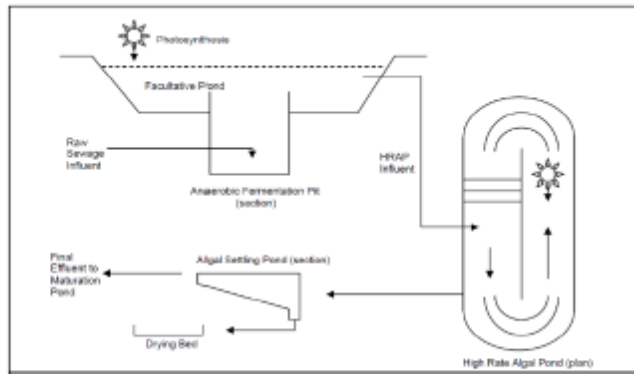 Photosynthesis
Facultative Pond
Raw
Sewage
Influent
Anaerobic Fermentation Pit
(section)
HRAP
Influent
Final
Effluent to
Maturation
Pond
Algal Settling Pond (section)
Drying Bed
High Rate Algal Pond (plan)